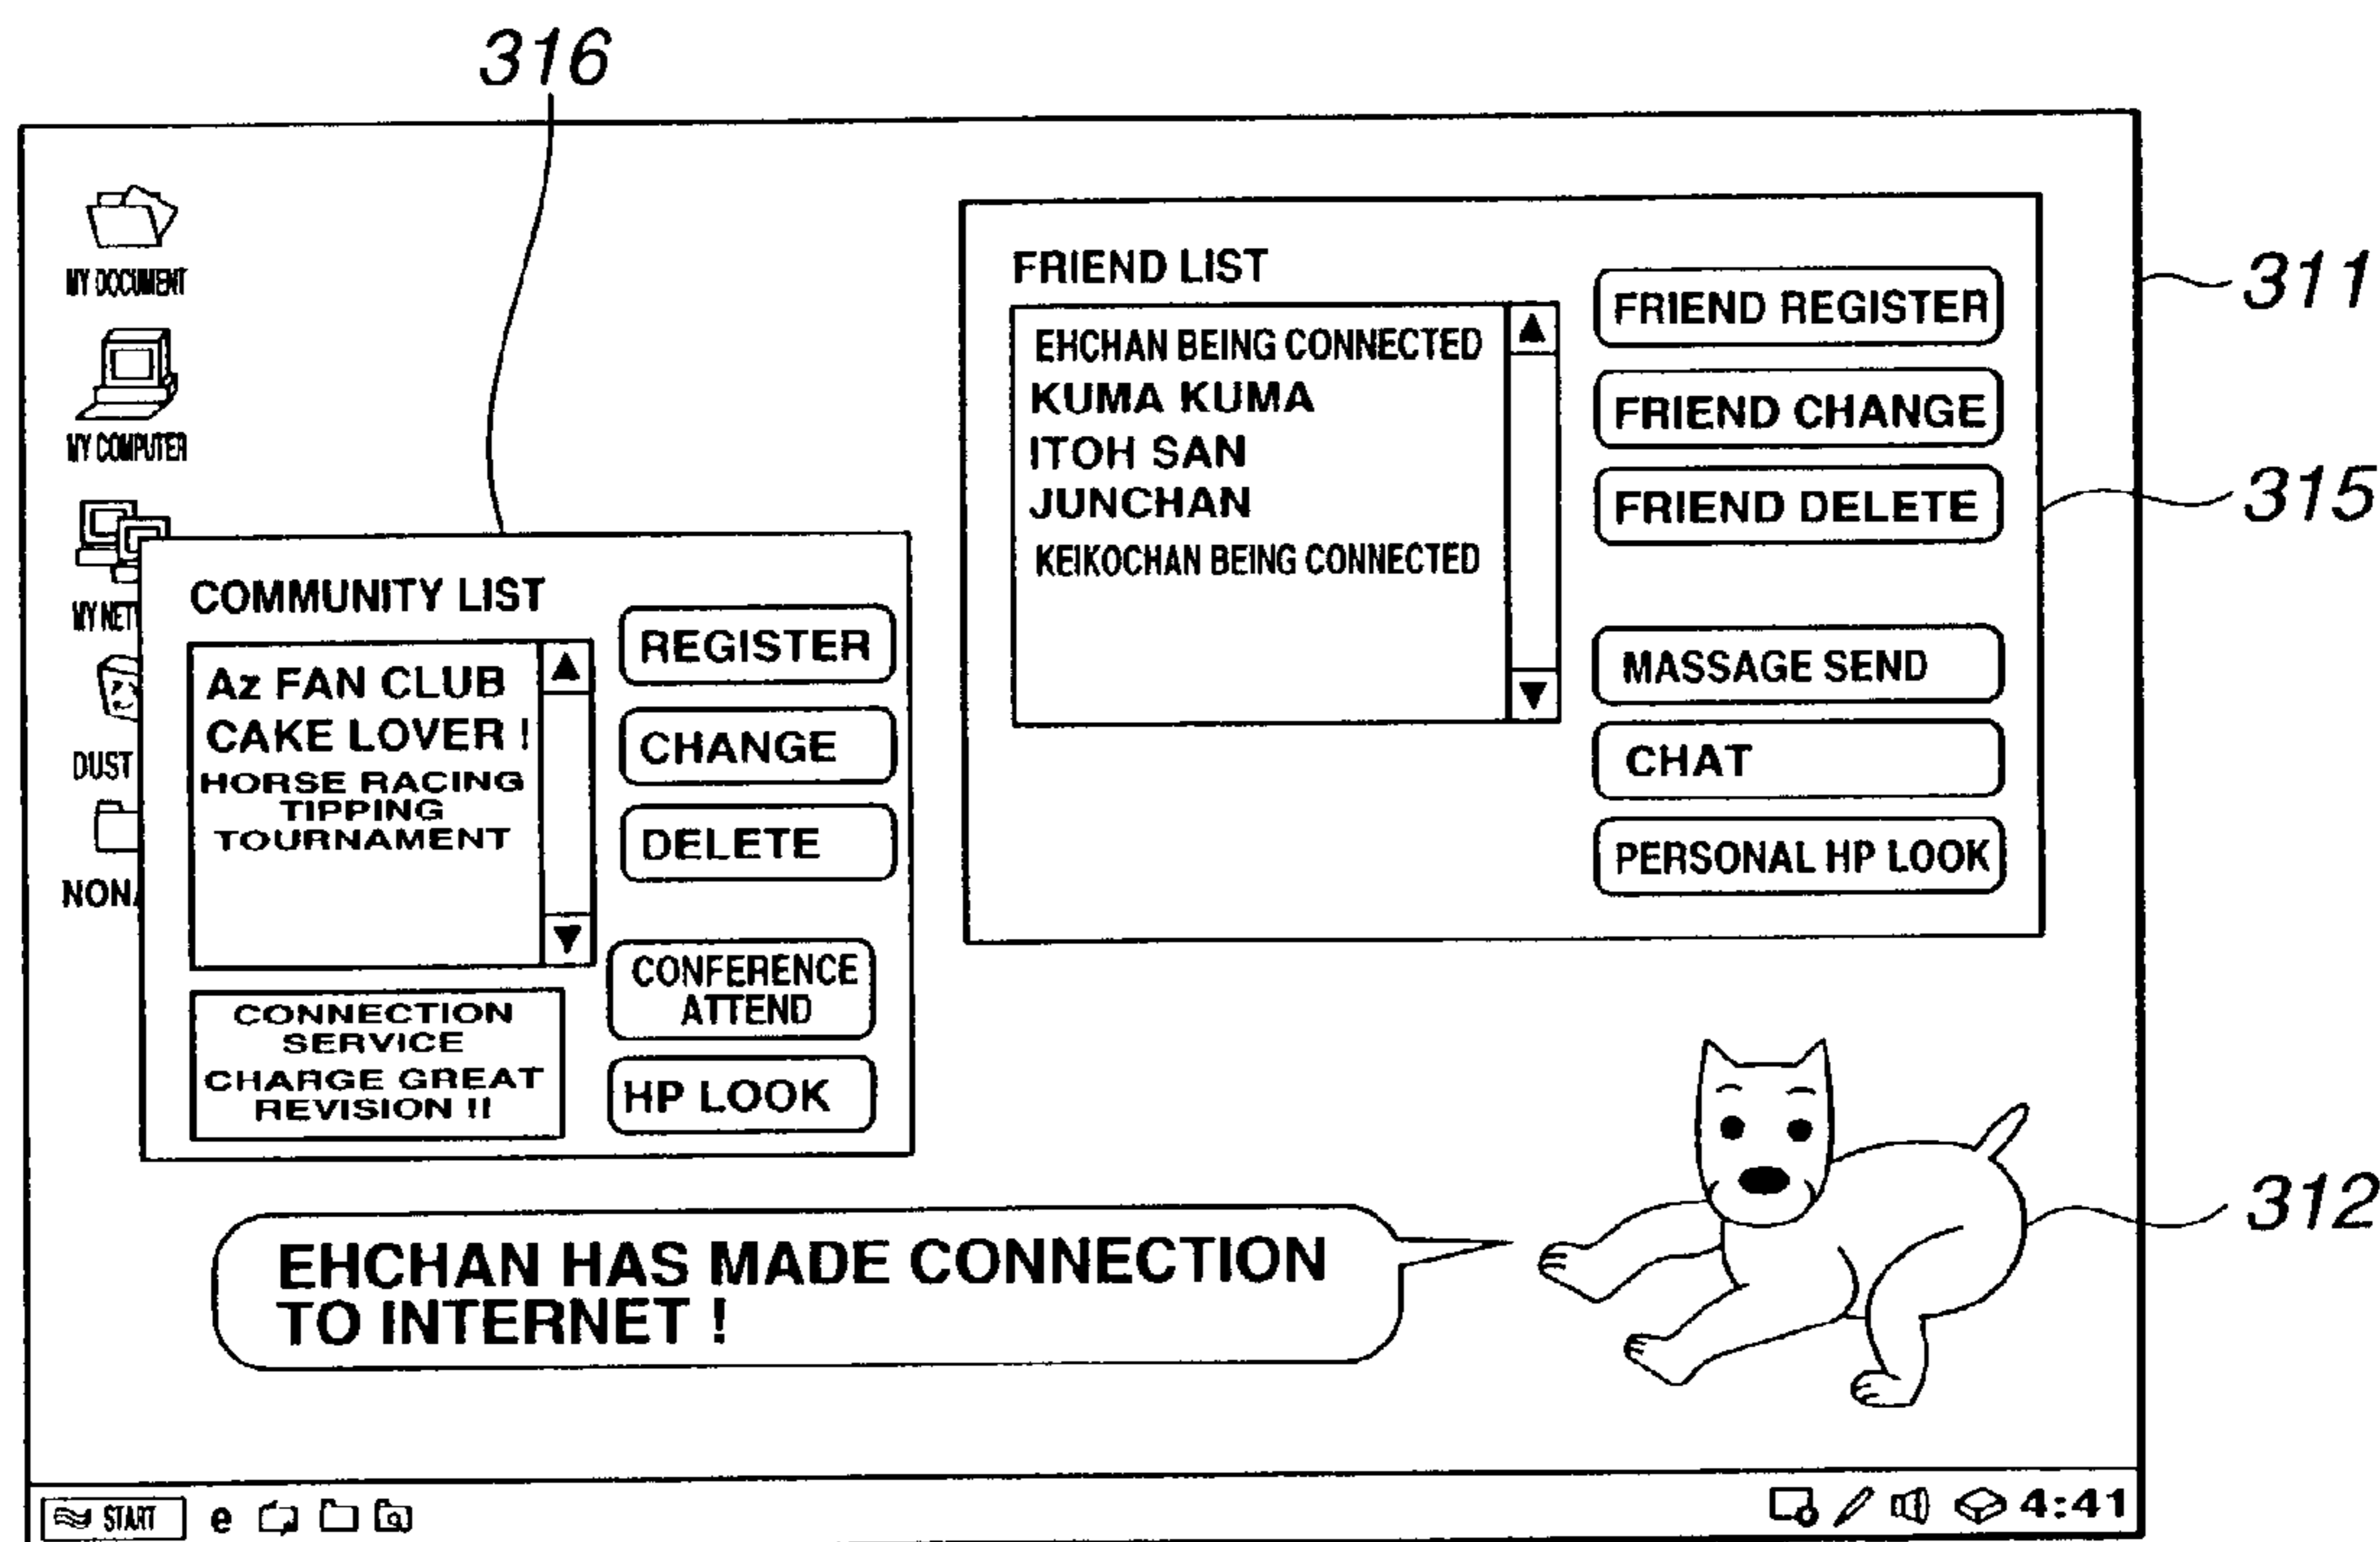 316
311
315
312
MY DOCUMENT
MY COMPUTER
MY NET
DUST
NON
COMMUNITY LIST
Az FAN CLUB
CAKE LOVER !
HORSE RACING
TIPPING
TOURNAMENT
REGISTER
CHANGE
DELETE
CONFERENCE
ATTEND
HP LOOK
CONNECTION
SERVICE
CHARGE GREAT
REVISION !!
FRIEND LIST
EHCHAN BEING CONNECTED
KUMA KUMA
ITOH SAN
JUNCHAN
KEIKOCHAN BEING CONNECTED
FRIEND REGISTER
FRIEND CHANGE
FRIEND DELETE
MASSAGE SEND
CHAT
PERSONAL HP LOOK
EHCHAN HAS MADE CONNECTION
TO INTERNET !
START
e
4:41